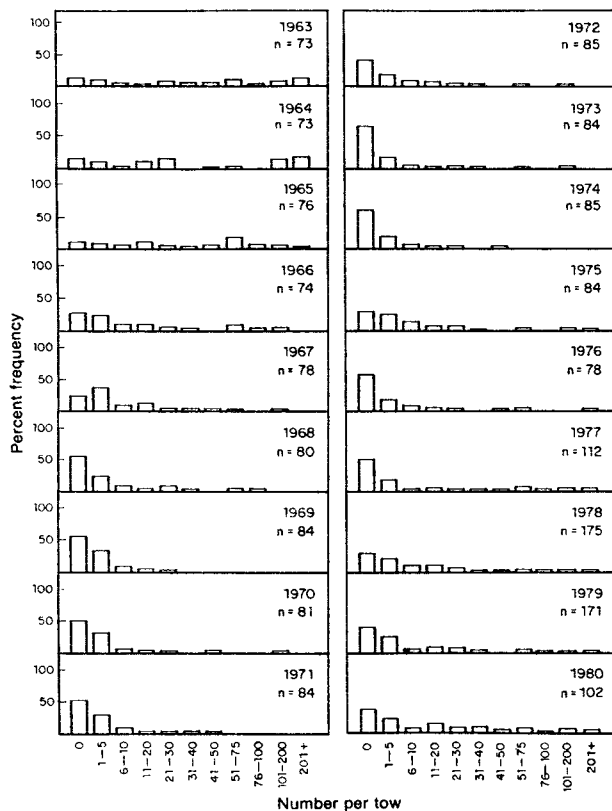 Percent frequency
100
50
1963
n = 73
100
50
1964
n = 73
100
50
1965
n = 76
100
50
1966
n = 74
100
50
1967
n = 78
100
50
1968
n = 80
100
50
1969
n = 84
100
50
1970
n = 81
100
50
1971
n = 84
0
1–5
6–10
11–20
21–30
31–40
41–50
51–75
76–100
101–200
201+
1972
n = 85
1973
n = 84
1974
n = 85
1975
n = 84
1976
n = 78
1977
n = 112
1978
n = 175
1979
n = 171
1980
n = 102
0
1–5
6–10
11–20
21–30
31–40
41–50
51–75
76–100
101–200
201+
Number per tow